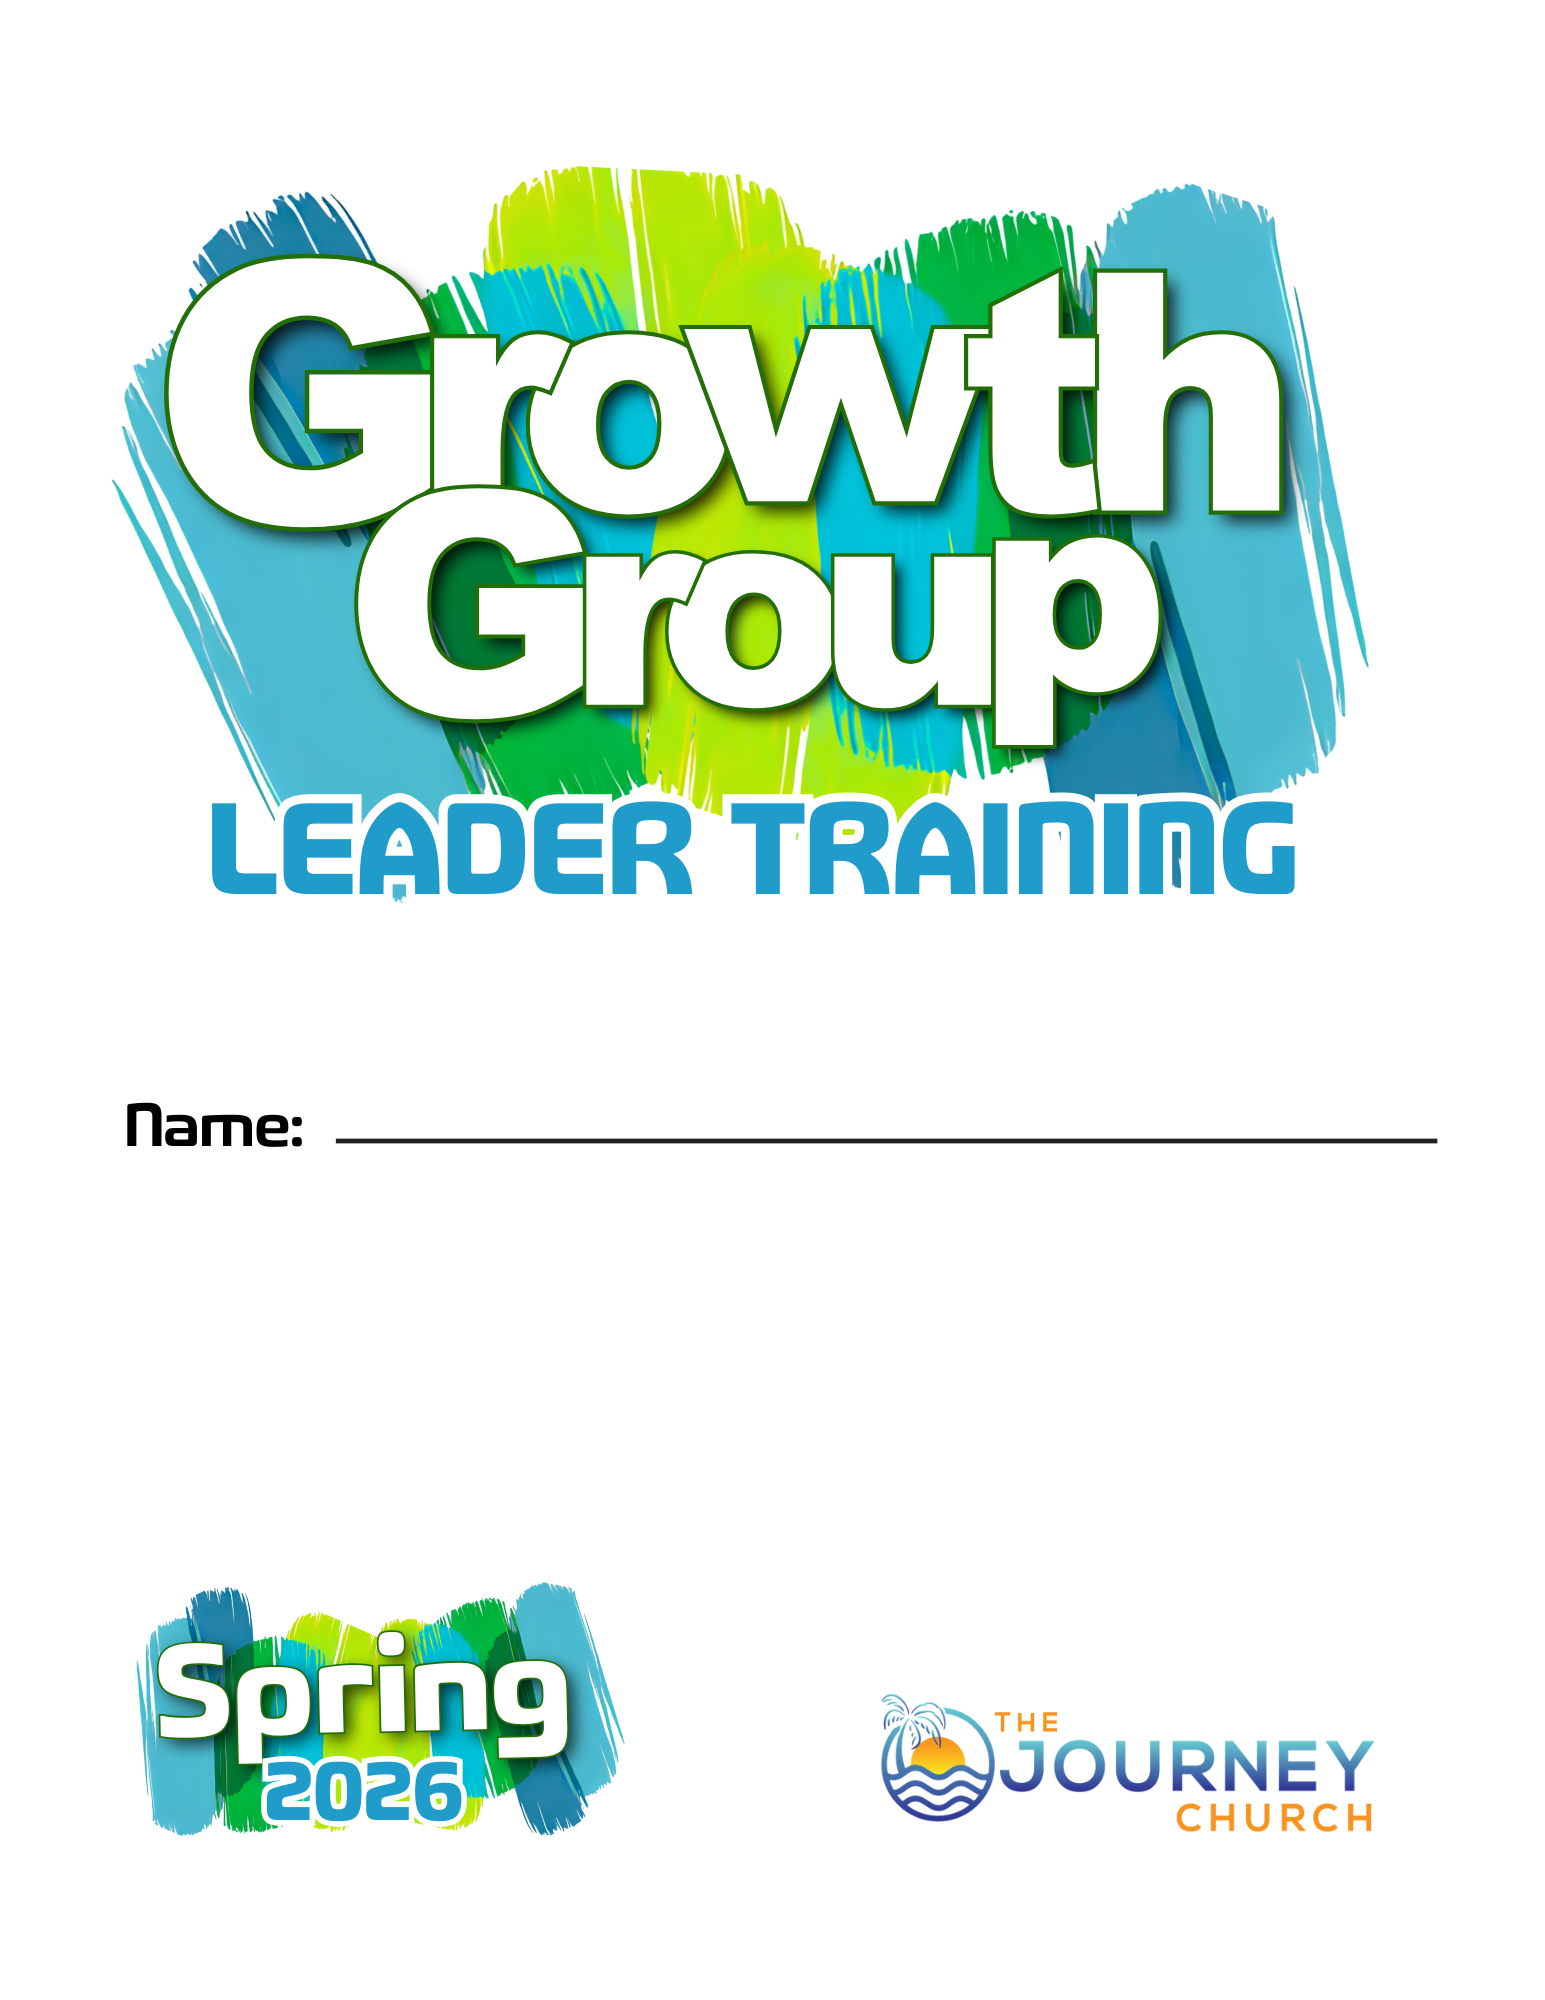 Growth
Group
LEADER TRAINING
Name:
Spring
2026
THE
JOURNEY
CHURCH